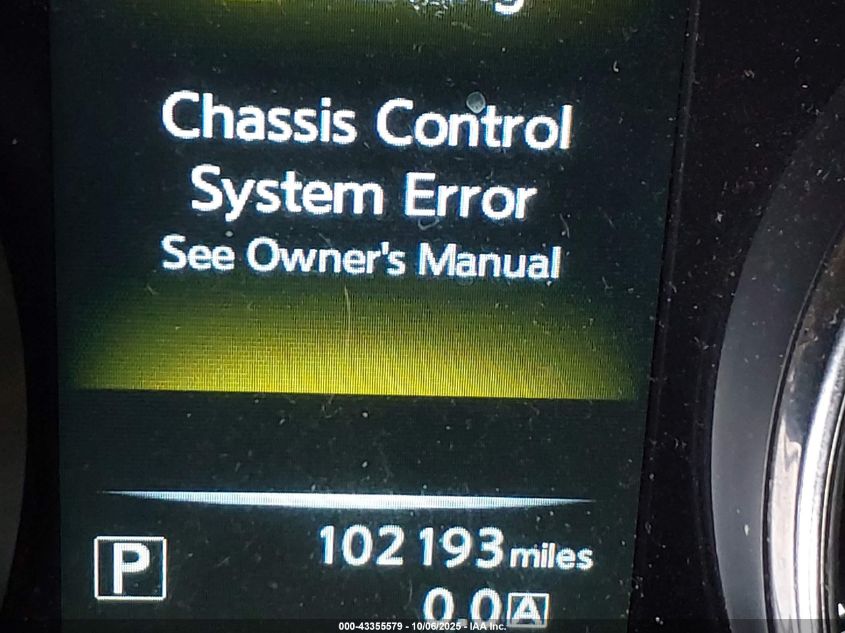 Chassis Control
System Error
See Owner's Manual
P
102193 miles
0.0 A
000-43355579 - 10/06/2025 - IAA Inc.